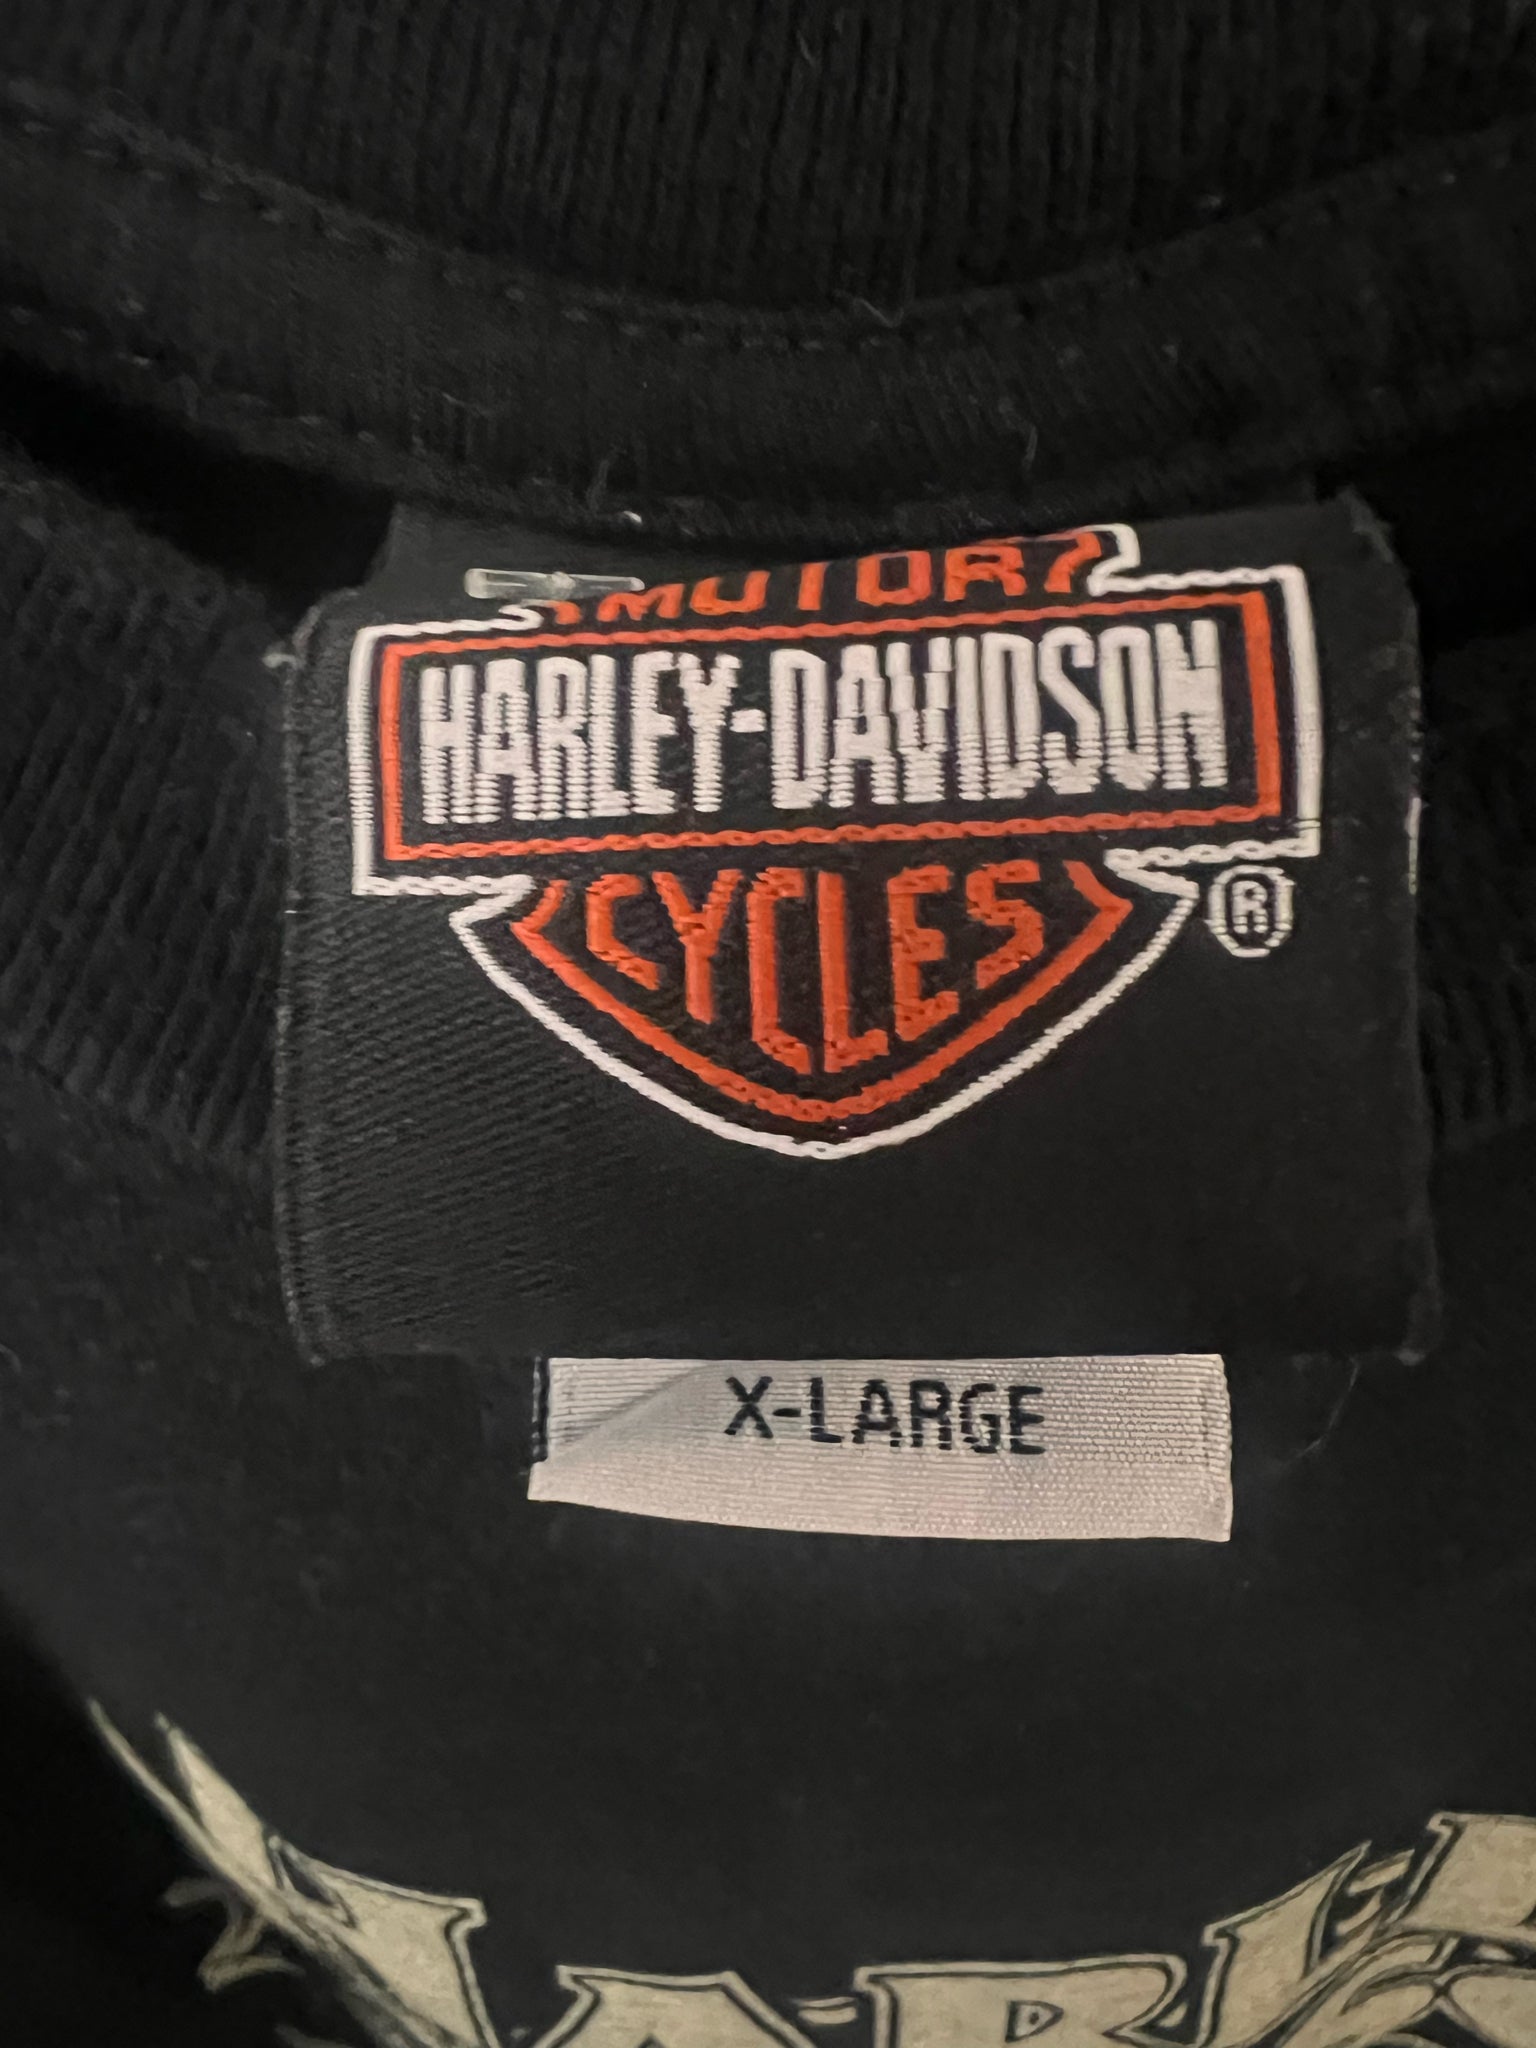 MOTOR
HARLEY-DAVIDSON
CYCLES
®
X-LARGE